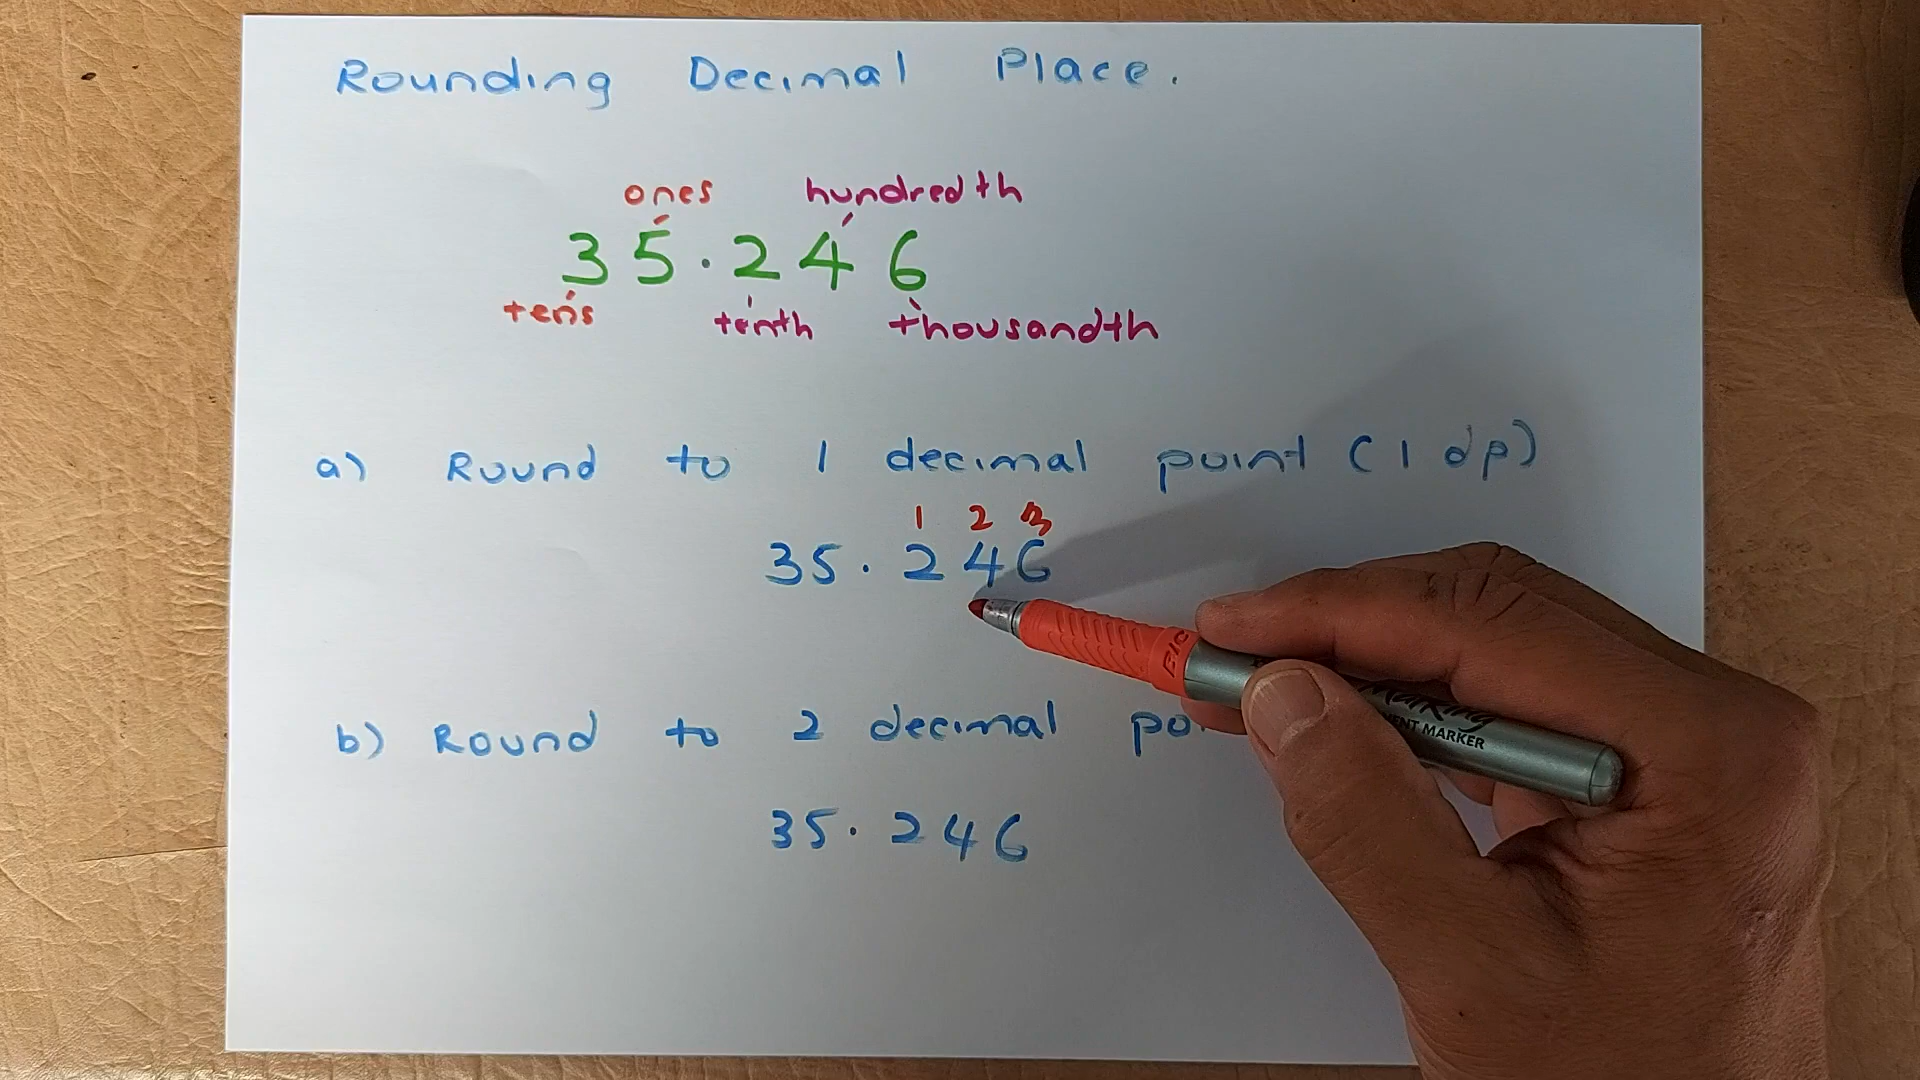 Rounding Decimal Place.
ones hundredth
35.246
tens tenth thousandth
a) Round to 1 decimal point (1 dp)
1 2 3
35.246
BIC
Marking
MARKER
b) Round to 2 decimal
35.246